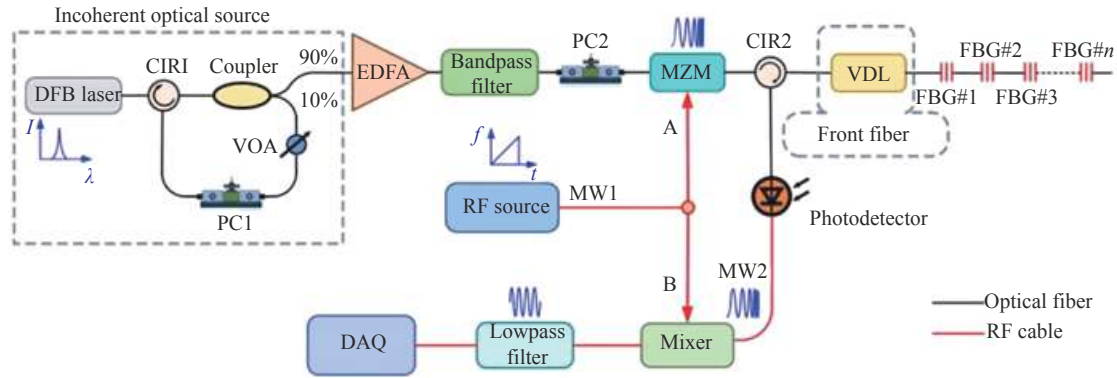 Incoherent optical source
DFB laser
I
λ
CIRI
Coupler
90%
10%
VOA
PC1
EDFA
Bandpass
filter
PC2
MZM
CIR2
VDL
Front fiber
FBG#1
FBG#2
FBG#3
FBG#n
A
f
t
RF source
MW1
Photodetector
B
MW2
DAQ
Lowpass
filter
Mixer
Optical fiber
RF cable